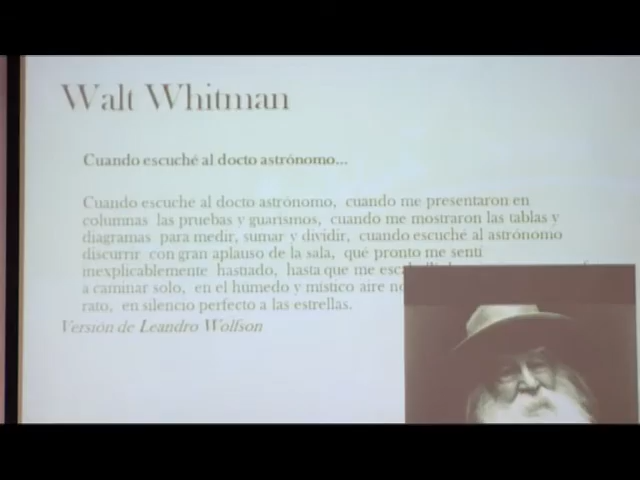 Walt Whitman
Cuando escuché al docto astrónomo...
Cuando escuché al docto astrónomo, cuando me presentaron en
columnas las pruebas y guarismos, cuando me mostraron las tablas y
diagramas para medir, sumar y dividir, cuando escuché al astrónomo
discurrir con gran aplauso de la sala, qué pronto me sentí
inexplicablemente hastiado, hasta que me
a caminar solo, en el húmedo y místico aire
rato, en silencio perfecto a las estrellas.
Versión de Leandro Wolfson